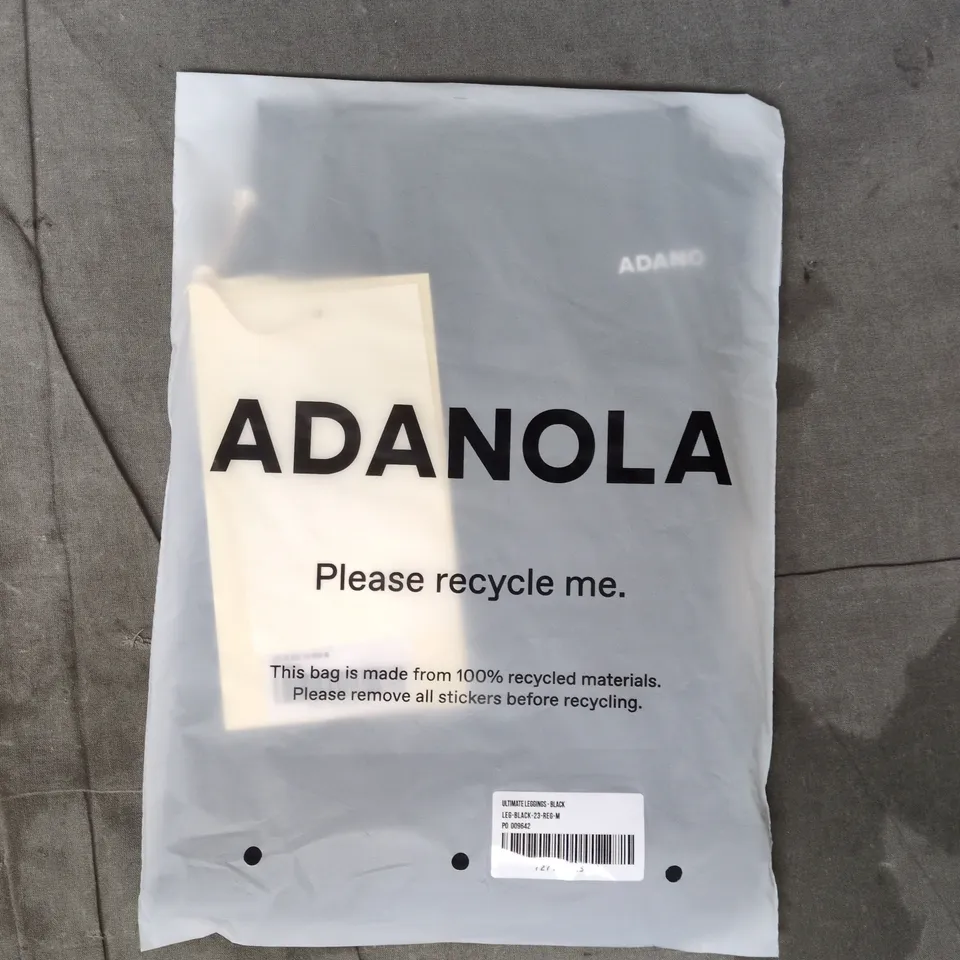 ADANO
ADANOLA
Please recycle me.
This bag is made from 100% recycled materials.
Please remove all stickers before recycling.
ULTIMATE LEGGINGS - BLACK
LEG-BLACK-23-REG-M
PO 009642